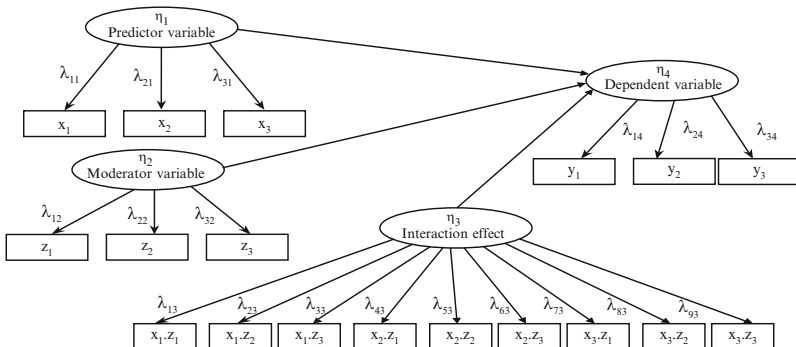 η₁
Predictor variable
λ₁₁
λ₂₁
λ₃₁
x₁
x₂
x₃
η₄
Dependent variable
λ₁₄
λ₂₄
λ₃₄
y₁
y₂
y₃
η₂
Moderator variable
λ₁₂
λ₂₂
λ₃₂
z₁
z₂
z₃
η₃
Interaction effect
λ₁₃
λ₂₃
λ₃₃
λ₄₃
λ₅₃
λ₆₃
λ₇₃
λ₈₃
λ₉₃
x₁.z₁
x₁.z₂
x₁.z₃
x₂.z₁
x₂.z₂
x₂.z₃
x₃.z₁
x₃.z₂
x₃.z₃